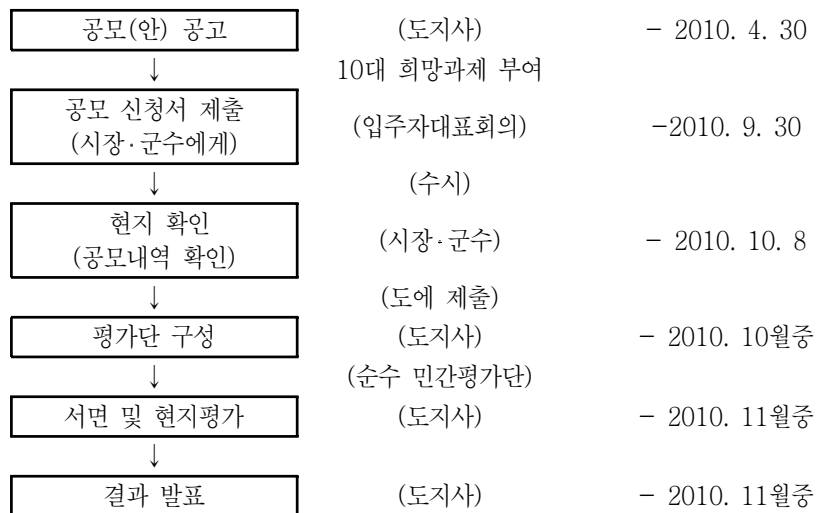 공모(안) 공고 (도지사) - 2010. 4. 30
↓ 10대 희망과제 부여
공모 신청서 제출
(시장·군수에게) (입주자대표회의) -2010. 9. 30
↓ (수시)
현지 확인
(공모내역 확인) (시장·군수) - 2010. 10. 8
↓ (도에 제출)
평가단 구성 (도지사) - 2010. 10월중
↓ (순수 민간평가단)
서면 및 현지평가 (도지사) - 2010. 11월중
↓
결과 발표 (도지사) - 2010. 11월중